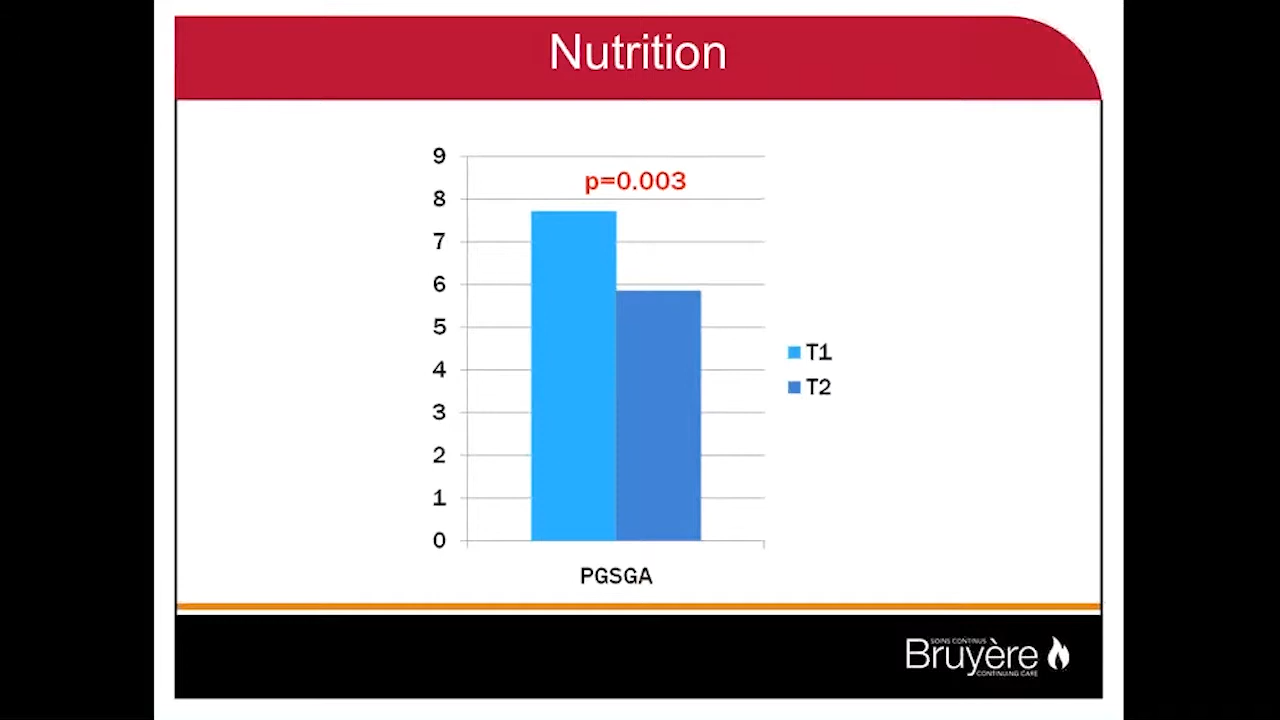 Nutrition
9
p=0.003
8
7
6
5
4
3
2
1
0
T1
T2
PGSGA
SOINS CONTINUS
Bruyère
CONTINUING CARE